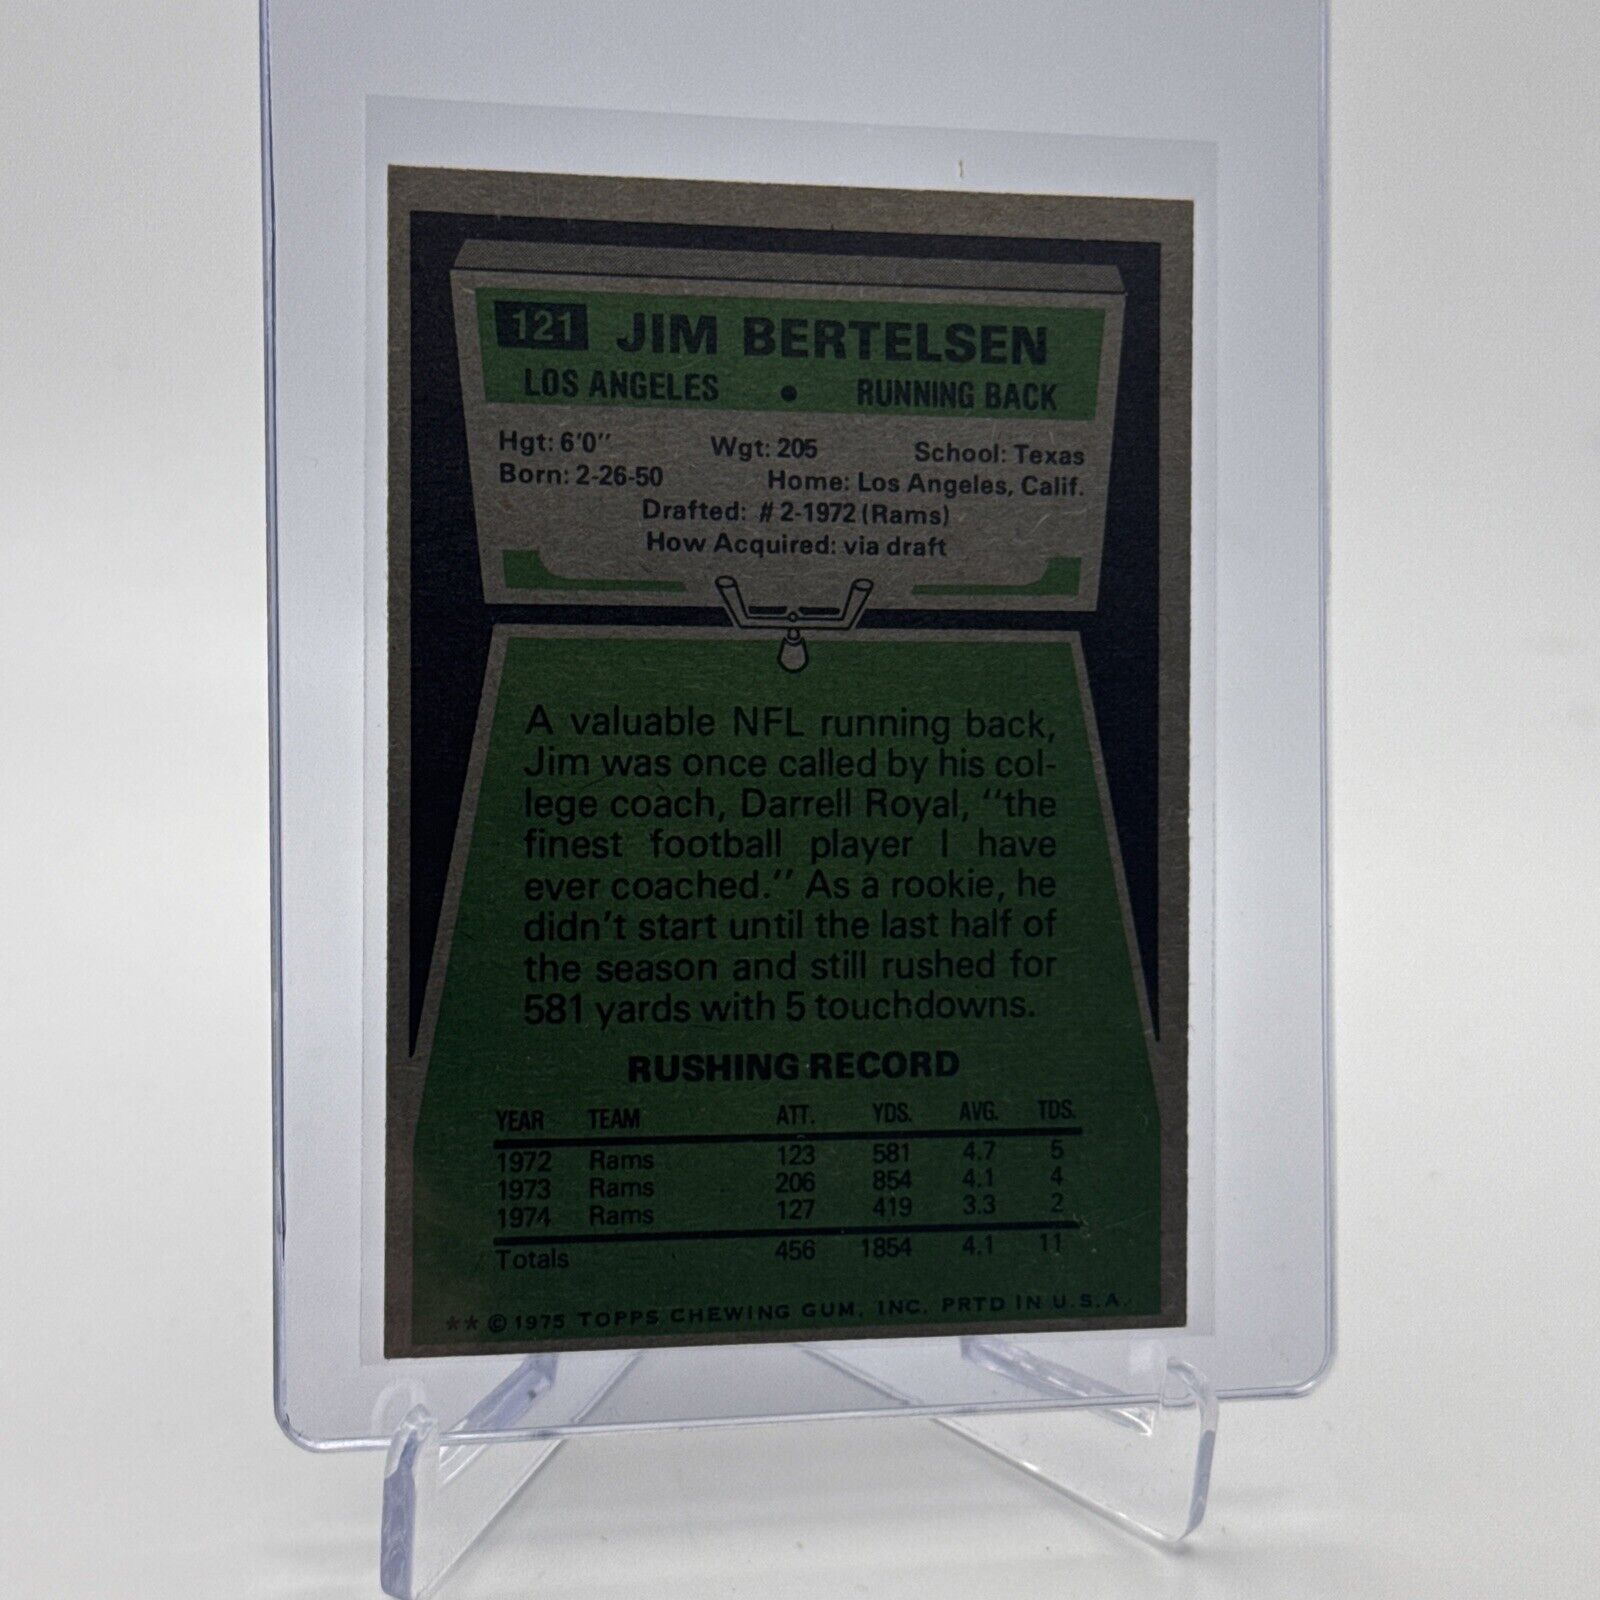 121 JIM BERTELSEN
LOS ANGELES • RUNNING BACK
Hgt: 6'0" Wgt: 205 School: Texas
Born: 2-26-50 Home: Los Angeles, Calif.
Drafted: #2-1972 (Rams)
How Acquired: via draft
A valuable NFL running back,
Jim was once called by his col-
lege coach, Darrell Royal, "the
finest football player I have
ever coached." As a rookie, he
didn't start until the last half of
the season and still rushed for
581 yards with 5 touchdowns.
RUSHING RECORD
YEAR TEAM ATT. YDS. AVG. TDS.
1972 Rams 123 581 4.7 5
1973 Rams 206 854 4.1 4
1974 Rams 127 419 3.3 2
Totals 456 1854 4.1 11
** © 1975 TOPPS CHEWING GUM, INC. PRTD IN U.S.A.